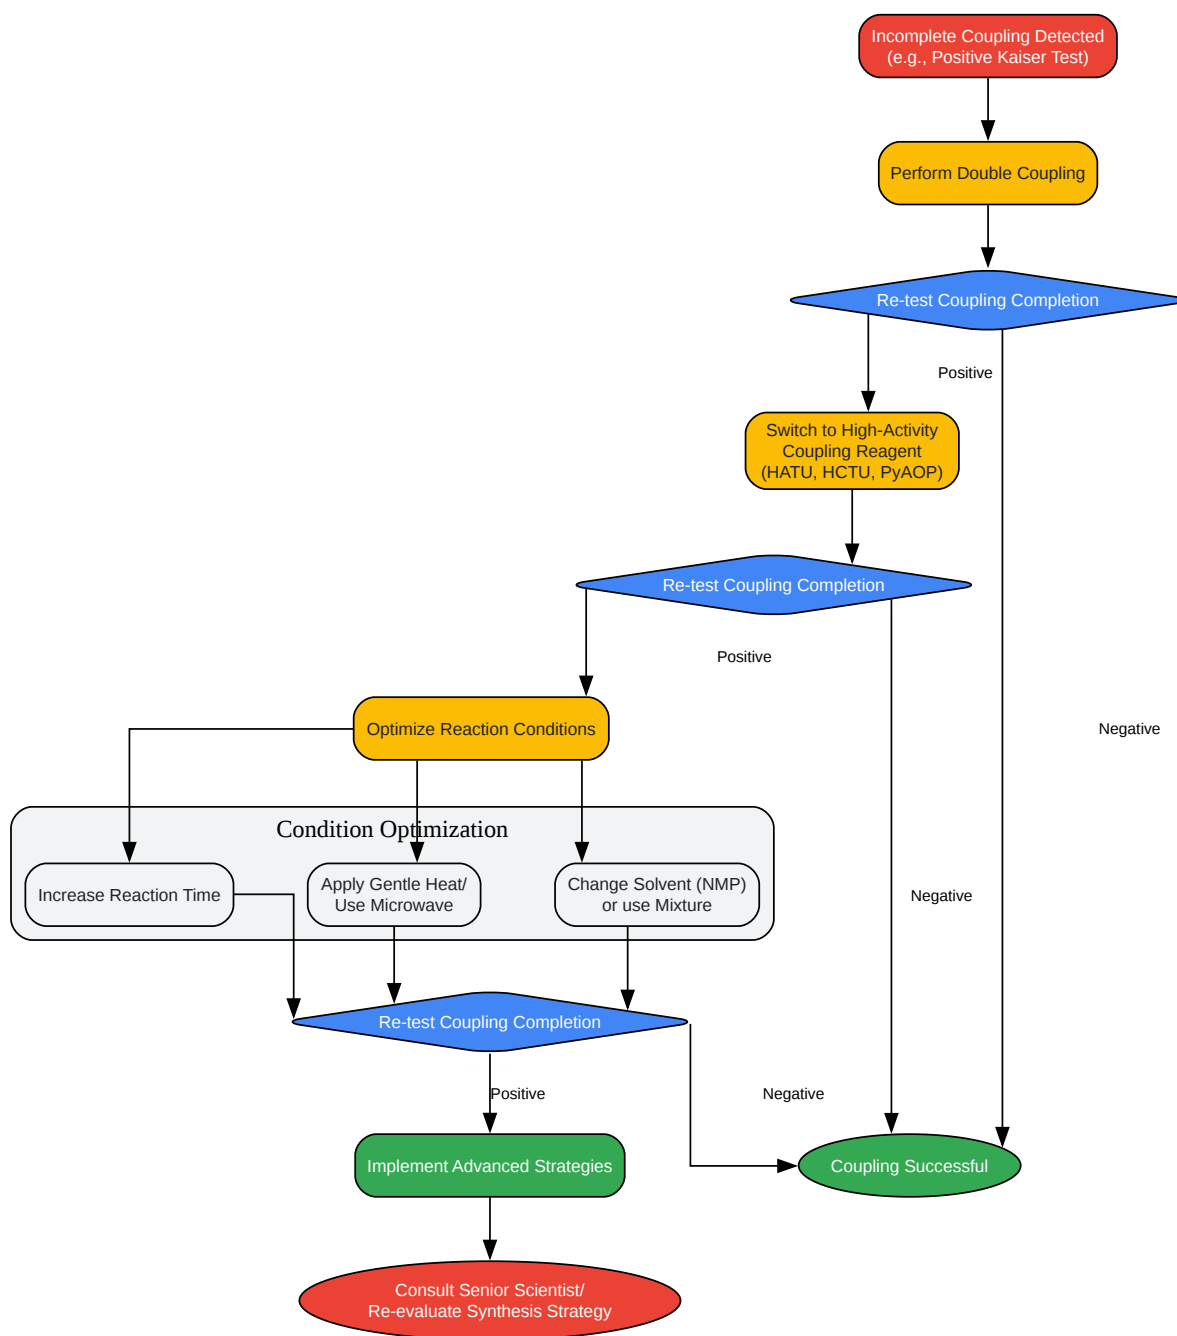 Incomplete Coupling Detected
(e.g., Positive Kaiser Test)
Perform Double Coupling
Re-test Coupling Completion
Positive
Switch to High-Activity
Coupling Reagent
(HATU, HCTU, PyAOP)
Re-test Coupling Completion
Positive
Optimize Reaction Conditions
Negative
Condition Optimization
Increase Reaction Time
Apply Gentle Heat/
Use Microwave
Change Solvent (NMP)
or use Mixture
Negative
Re-test Coupling Completion
Positive
Negative
Implement Advanced Strategies
Coupling Successful
Consult Senior Scientist/
Re-evaluate Synthesis Strategy